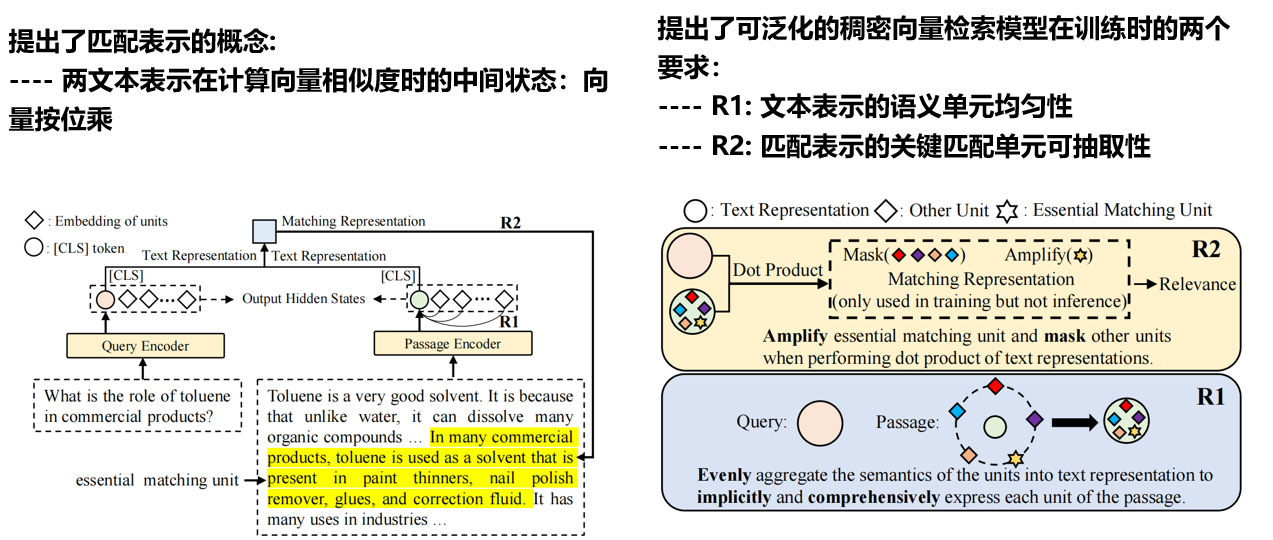 提出了匹配表示的概念:
---- 两文本表示在计算向量相似度时的中间状态：向
量按位乘
提出了可泛化的稠密向量检索模型在训练时的两个
要求：
---- R1: 文本表示的语义单元均匀性
---- R2: 匹配表示的关键匹配单元可抽取性
: Embedding of units
: [CLS] token
Matching Representation
R2
Text Representation
Text Representation
[CLS]
[CLS]
Output Hidden States
R1
Query Encoder
Passage Encoder
What is the role of toluene
in commercial products?
Toluene is a very good solvent. It is because
that unlike water, it can dissolve many
organic compounds … In many commercial
products, toluene is used as a solvent that is
present in paint thinners, nail polish
remover, glues, and correction fluid. It has
many uses in industries …
essential matching unit
: Text Representation
: Other Unit
: Essential Matching Unit
R2
Dot Product
Mask( )
Amplify( )
Matching Representation
(only used in training but not inference)
Relevance
Amplify essential matching unit and mask other units
when performing dot product of text representations.
R1
Query:
Passage:
Evenly aggregate the semantics of the units into text representation to
implicitly and comprehensively express each unit of the passage.